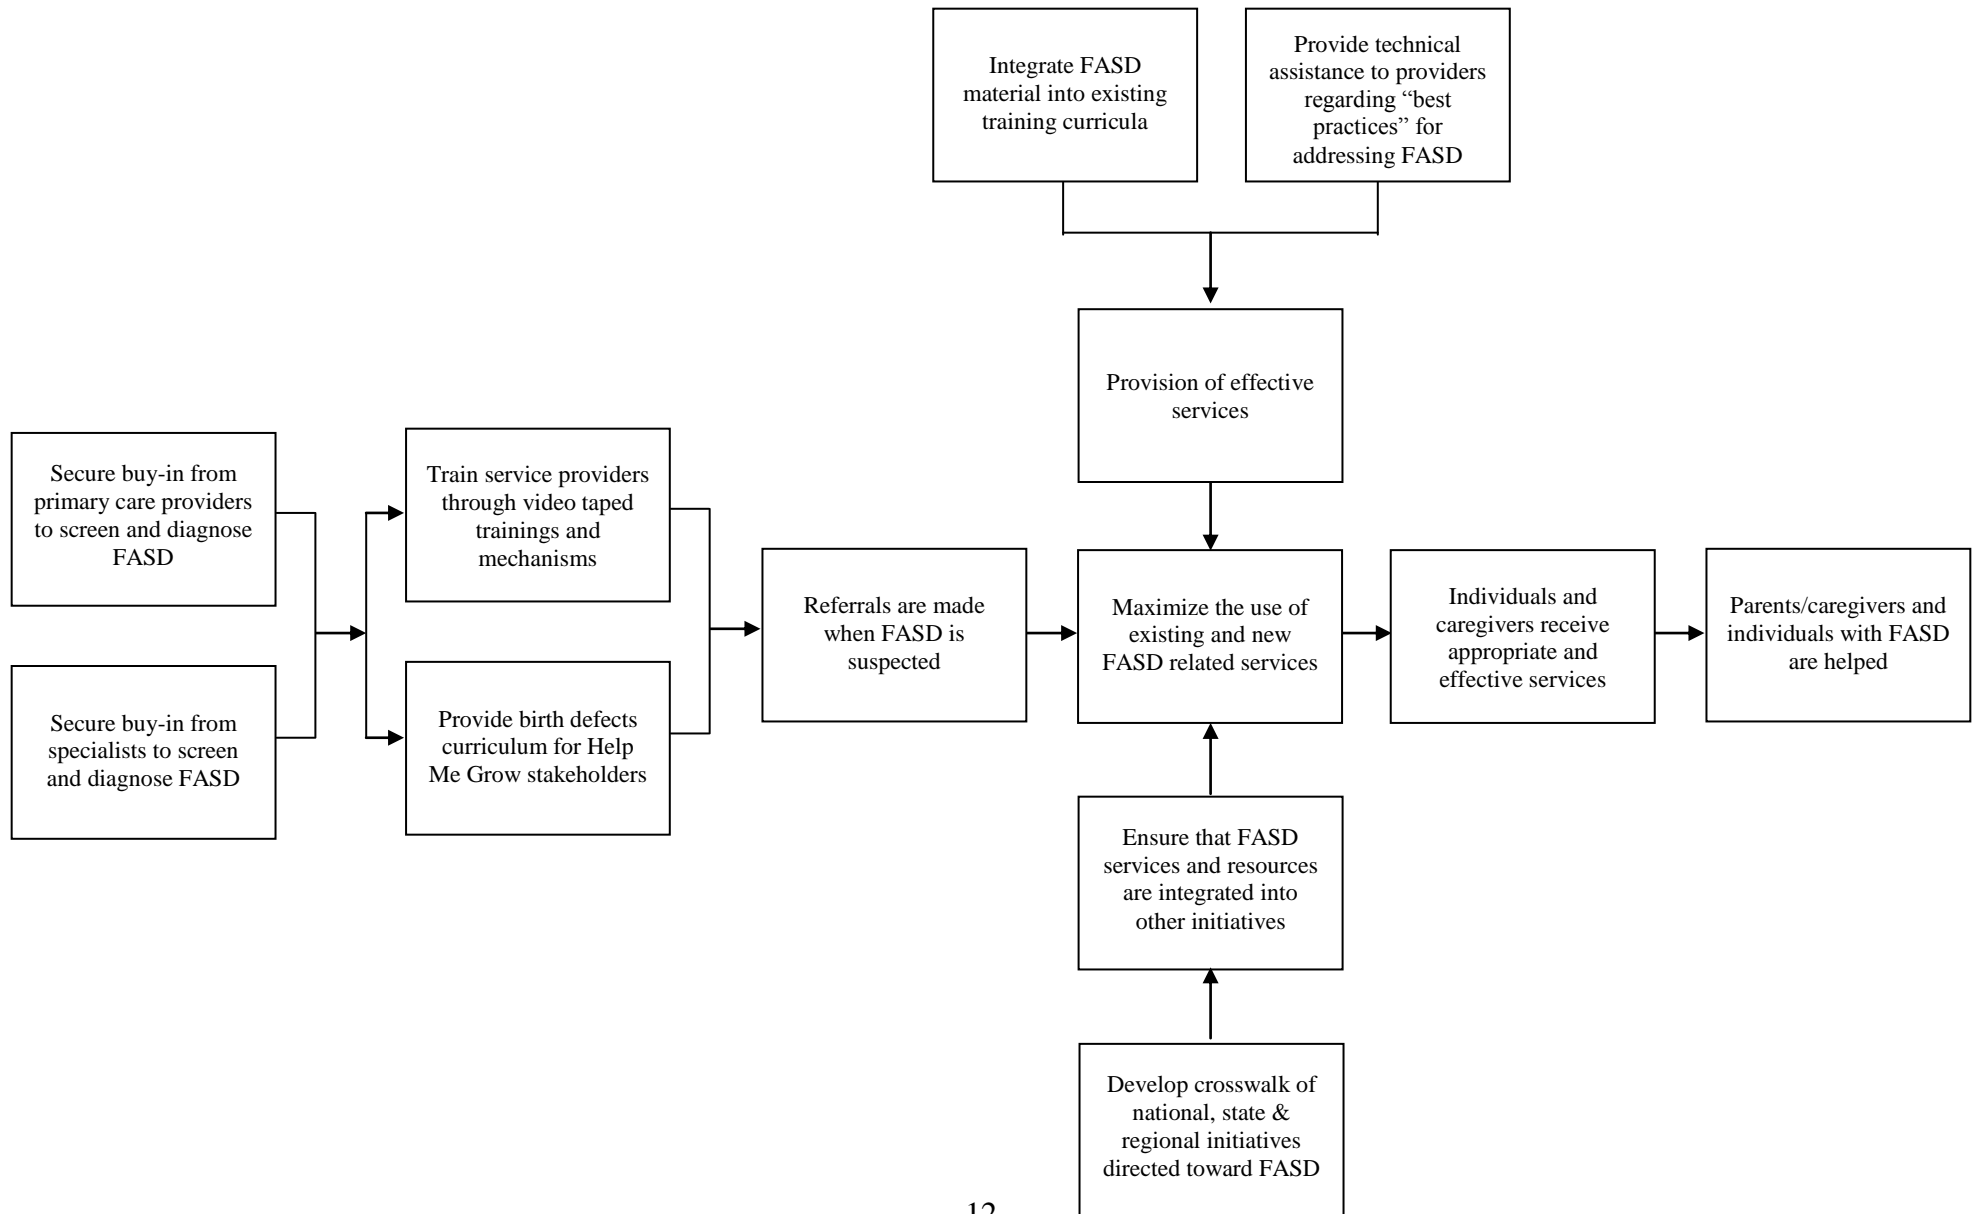 Integrate FASD
material into existing
training curricula
Provide technical
assistance to providers
regarding “best
practices” for
addressing FASD
Provision of effective
services
Secure buy-in from
primary care providers
to screen and diagnose
FASD
Secure buy-in from
specialists to screen
and diagnose FASD
Train service providers
through video taped
trainings and
mechanisms
Provide birth defects
curriculum for Help
Me Grow stakeholders
Referrals are made
when FASD is
suspected
Maximize the use of
existing and new
FASD related services
Individuals and
caregivers receive
appropriate and
effective services
Parents/caregivers and
individuals with FASD
are helped
Ensure that FASD
services and resources
are integrated into
other initiatives
Develop crosswalk of
national, state &
regional initiatives
directed toward FASD
12